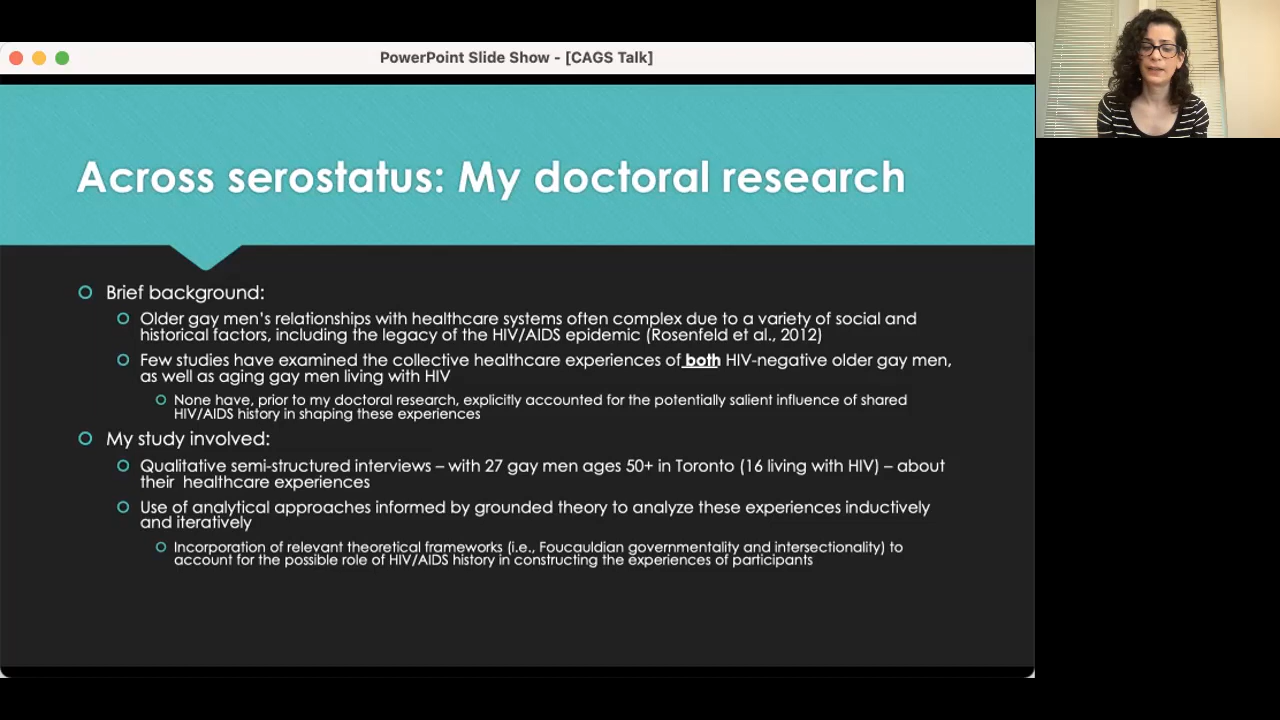 PowerPoint Slide Show - [CAGS Talk]
Across serostatus: My doctoral research
Brief background:
Older gay men's relationships with healthcare systems often complex due to a variety of social and
historical factors, including the legacy of the HIV/AIDS epidemic (Rosenfeld et al., 2012)
Few studies have examined the collective healthcare experiences of both HIV-negative older gay men,
as well as aging gay men living with HIV
None have, prior to my doctoral research, explicitly accounted for the potentially salient influence of shared
HIV/AIDS history in shaping these experiences
My study involved:
Qualitative semi-structured interviews – with 27 gay men ages 50+ in Toronto (16 living with HIV) – about
their healthcare experiences
Use of analytical approaches informed by grounded theory to analyze these experiences inductively
and iteratively
Incorporation of relevant theoretical frameworks (i.e., Foucauldian governmentality and intersectionality) to
account for the possible role of HIV/AIDS history in constructing the experiences of participants